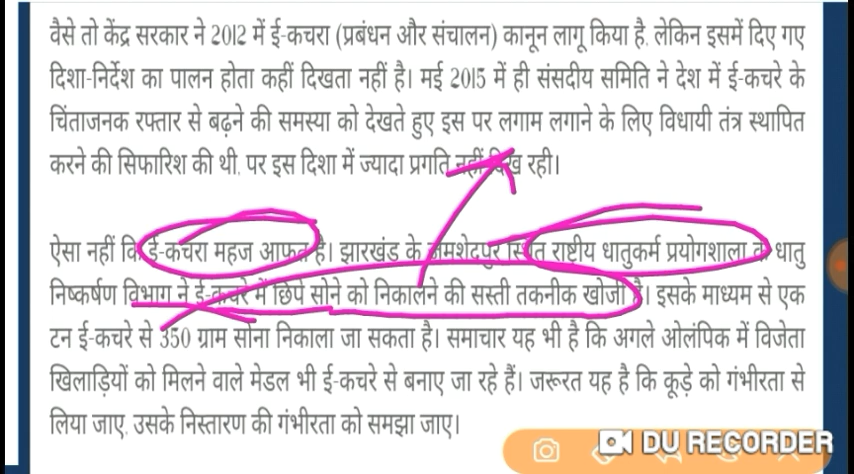 वैसे तो केंद्र सरकार ने 2012 में ई-कचरा (प्रबंधन और संचालन) कानून लागू किया है, लेकिन इसमें दिए गए
दिशा-निर्देश का पालन होता कहीं दिखता नहीं है। मई 2015 में ही संसदीय समिति ने देश में ई-कचरे के
चिंताजनक रफ्तार से बढ़ने की समस्या को देखते हुए इस पर लगाम लगाने के लिए विधायी तंत्र स्थापित
करने की सिफारिश की थी, पर इस दिशा में ज्यादा प्रगति नहीं दिख रही।
ऐसा नहीं कि ई-कचरा महज आफत है। झारखंड के जमशेदपुर स्थित राष्टीय धातुकर्म प्रयोगशाला के धातु
निष्कर्षण विभाग ने ई-कचरे में छिपे सोने को निकालने की सस्ती तकनीक खोजी है। इसके माध्यम से एक
टन ई-कचरे से 350 ग्राम सोना निकाला जा सकता है। समाचार यह भी है कि अगले ओलंपिक में विजेता
खिलाड़ियों को मिलने वाले मेडल भी ई-कचरे से बनाए जा रहे हैं। जरूरत यह है कि कूड़े को गंभीरता से
लिया जाए, उसके निस्तारण की गंभीरता को समझा जाए।
DU RECORDER